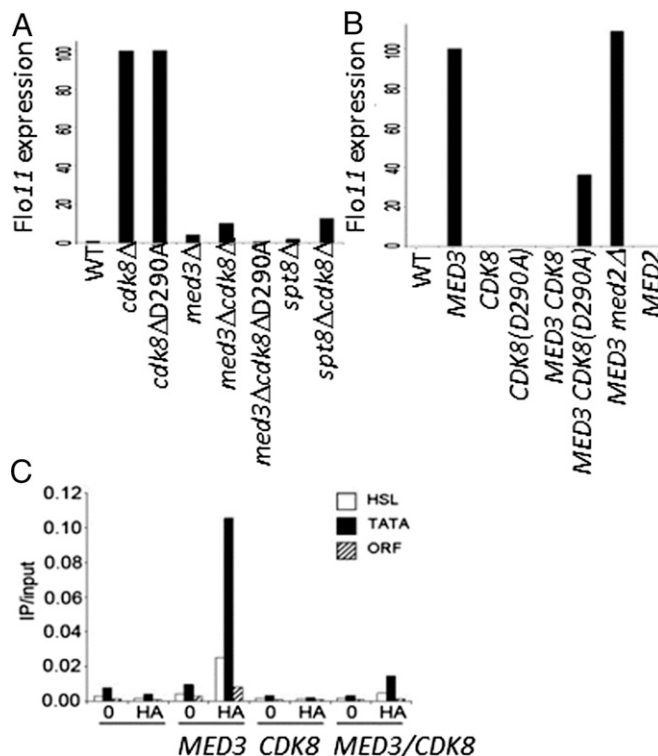 A
Flo11 expression
0 20 40 60 80 100
WT
cdk8Δ
cdk8ΔD290A
med3Δ
med3Δcdk8Δ
med3Δcdk8ΔD290A
spt8Δ
spt8Δcdk8Δ
B
Flo11 expression
0 20 40 60 80 100
WT
MED3
CDK8
CDK8(D290A)
MED3 CDK8
MED3 CDK8(D290A)
MED3 med2Δ
MED2
C
IP/input
0.12
0.10
0.08
0.06
0.04
0.02
0.00
HSL
TATA
ORF
0 HA 0 HA 0 HA 0 HA
MED3 CDK8 MED3/CDK8